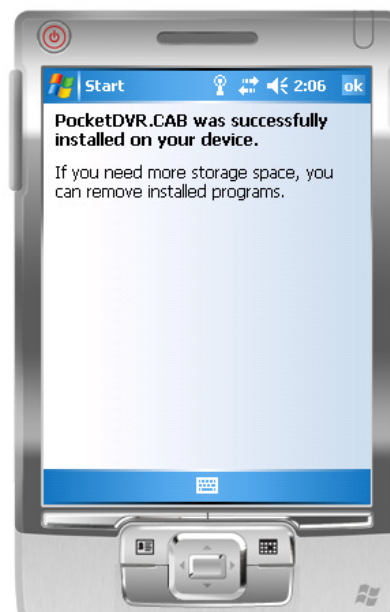 Start 2:06 ok
PocketDVR.CAB was successfully
installed on your device.
If you need more storage space, you
can remove installed programs.